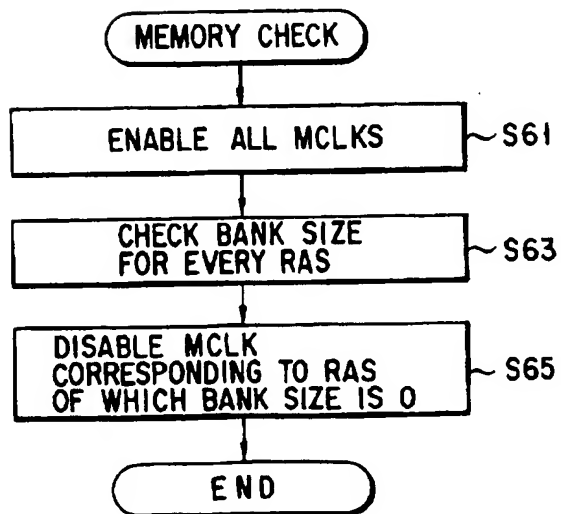 MEMORY CHECK
ENABLE ALL MCLKS
~S61
CHECK BANK SIZE
FOR EVERY RAS
~S63
DISABLE MCLK
CORRESPONDING TO RAS
OF WHICH BANK SIZE IS 0
~S65
END